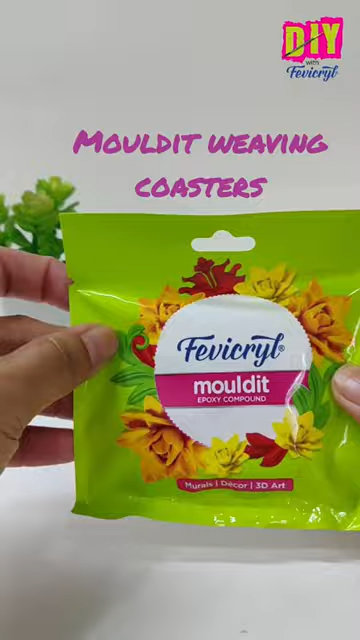 DIY
with
Fevicryl
MOULDIT WEAVING
COASTERS
Fevicryl®
mouldit
EPOXY COMPOUND
Murals | Décor | 3D Art